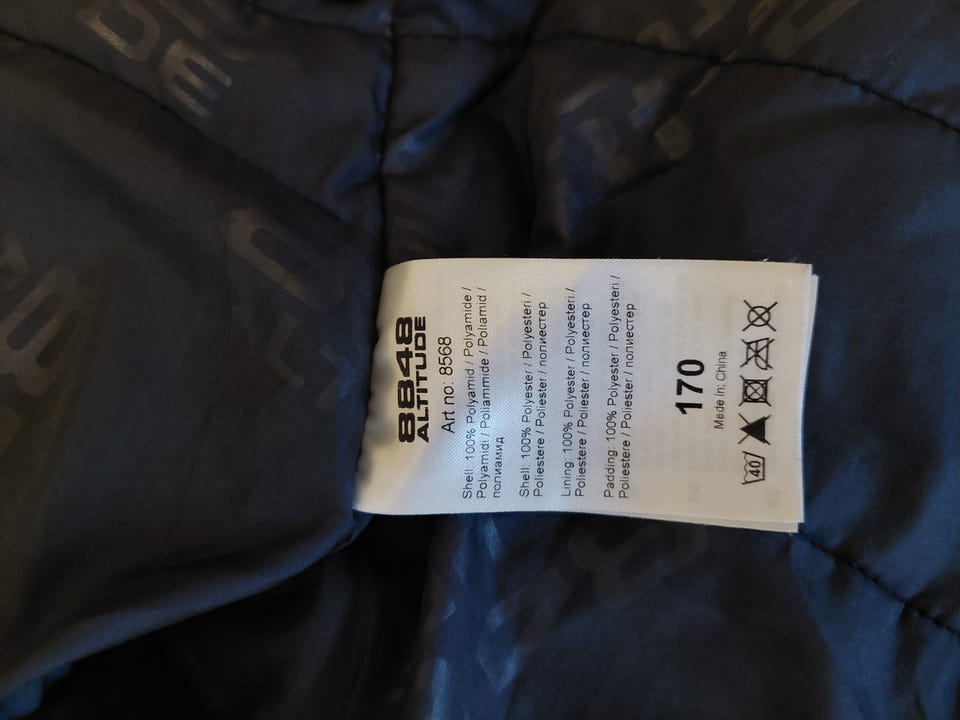 8848
ALTITUDE
Art no: 8568
Shell: 100% Polyamid / Polyamide /
Polyamidi / Poliammide / Poliamid /
полиамид
Shell: 100% Polyester / Polyesteri /
Poliestere / Poliester / полиестер
Lining: 100% Polyester / Polyesteri /
Poliestere / Poliester / полиестер
Padding: 100% Polyester / Polyesteri /
Poliestere / Poliester / полиестер
170
Made in: China
40